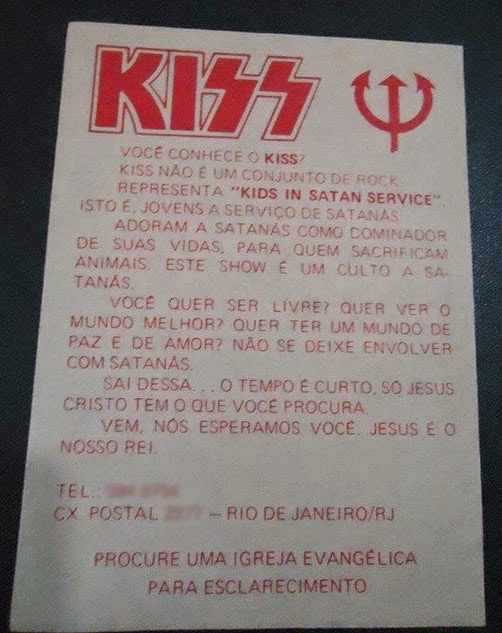 KISS
VOCÊ CONHECE O KISS?
KISS NÃO É UM CONJUNTO DE ROCK,
REPRESENTA "KIDS IN SATAN SERVICE",
ISTO É, JOVENS A SERVIÇO DE SATANÁS
ADORAM A SATANÁS COMO DOMINADOR
DE SUAS VIDAS, PARA QUEM SACRIFICAM
ANIMAIS. ESTE SHOW É UM CULTO A SA-
TANÁS.
VOCÊ QUER SER LIVRE? QUER VER O
MUNDO MELHOR? QUER TER UM MUNDO DE
PAZ E DE AMOR? NÃO SE DEIXE ENVOLVER
COM SATANÁS.
SAI DESSA... O TEMPO É CURTO, SÓ JESUS
CRISTO TEM O QUE VOCÊ PROCURA.
VEM, NÓS ESPERAMOS VOCÊ. JESUS É O
NOSSO REI.
TEL.:
CX. POSTAL – RIO DE JANEIRO/RJ
PROCURE UMA IGREJA EVANGÉLICA
PARA ESCLARECIMENTO